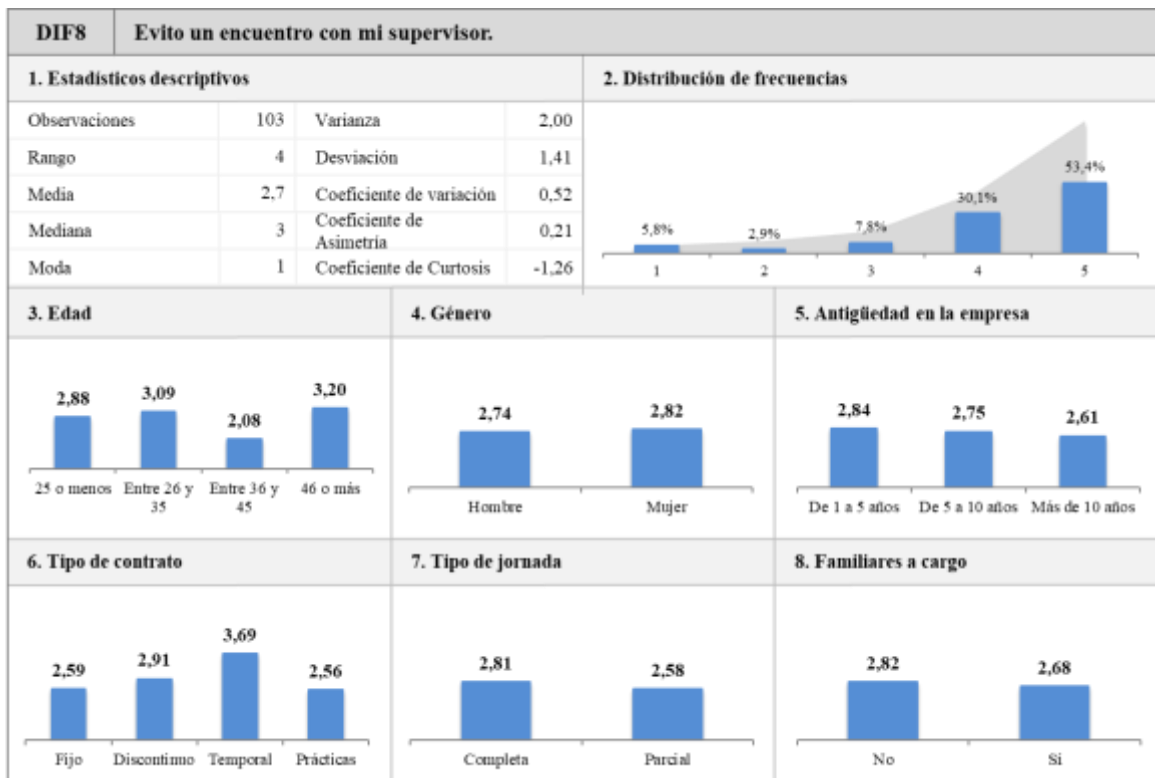 DIF8 Evito un encuentro con mi supervisor.
1. Estadísticos descriptivos
Observaciones 103 Varianza 2,00
Rango 4 Desviación 1,41
Media 2,7 Coeficiente de variación 0,52
Mediana 3 Coeficiente de Asimetría 0,21
Moda 1 Coeficiente de Curtosis -1,26
2. Distribución de frecuencias
5,8% 2,9% 7,8% 30,1% 53,4%
1 2 3 4 5
3. Edad
2,88 3,09 2,08 3,20
25 o menos Entre 26 y 35 Entre 36 y 45 46 o más
4. Género
2,74 2,82
Hombre Mujer
5. Antigüedad en la empresa
2,84 2,75 2,61
De 1 a 5 años De 5 a 10 años Más de 10 años
6. Tipo de contrato
2,59 2,91 3,69 2,56
Fijo Discontinuo Temporal Prácticas
7. Tipo de jornada
2,81 2,58
Completa Parcial
8. Familiares a cargo
2,82 2,68
No Sí